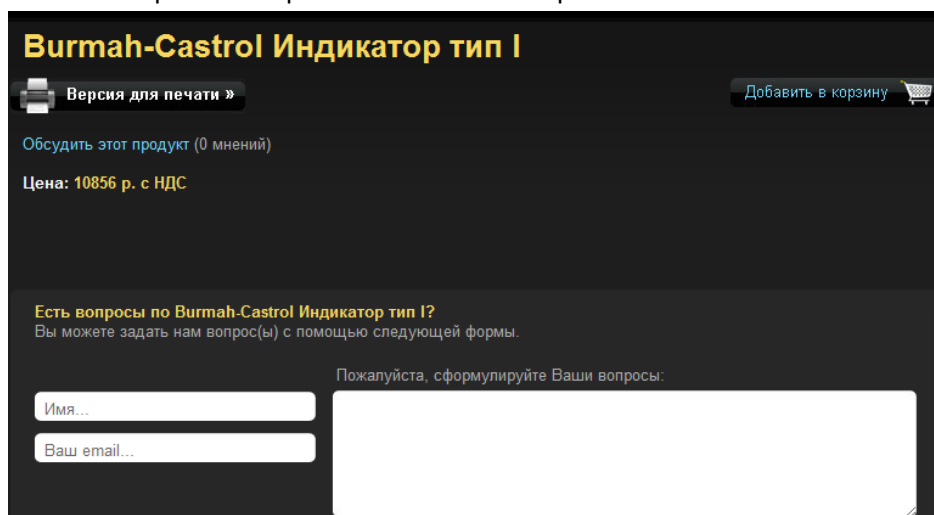 Burmah-Castrol Индикатор тип I
Версия для печати »
Добавить в корзину
Обсудить этот продукт (0 мнений)
Цена: 10856 р. с НДС
Есть вопросы по Burmah-Castrol Индикатор тип I?
Вы можете задать нам вопрос(ы) с помощью следующей формы.
Пожалуйста, сформулируйте Ваши вопросы:
Имя...
Ваш email...